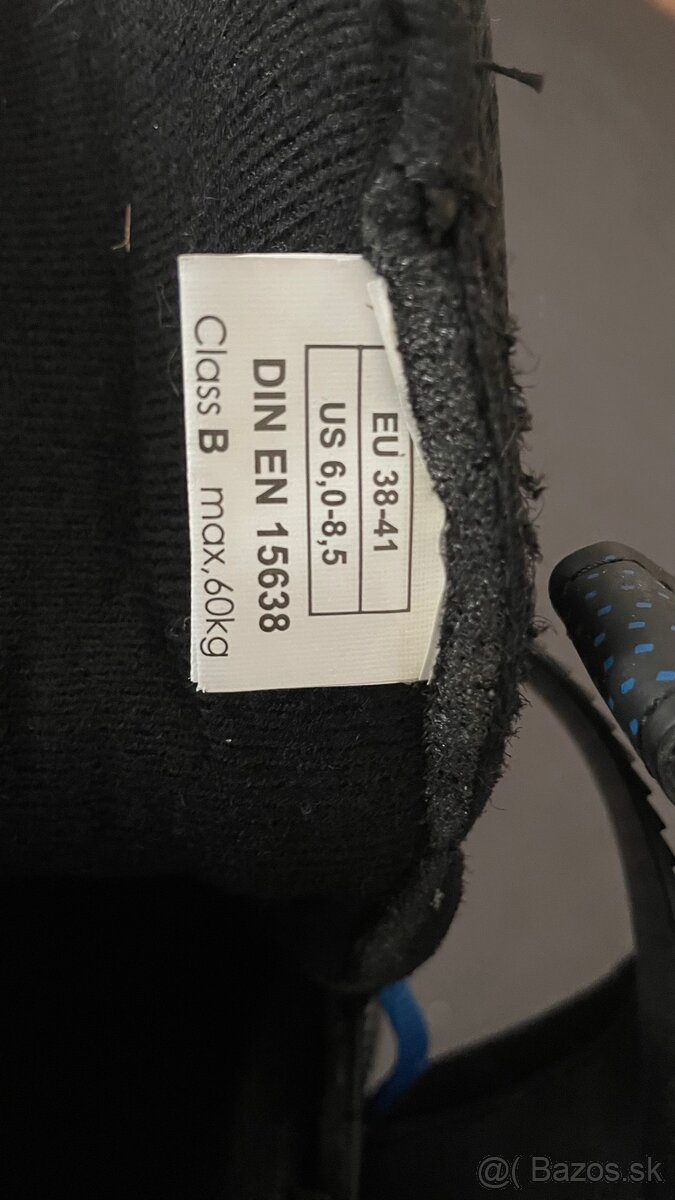 EU 38-41
US 6,0-8,5
DIN EN 15638
Class B max,60kg
@( Bazos.sk